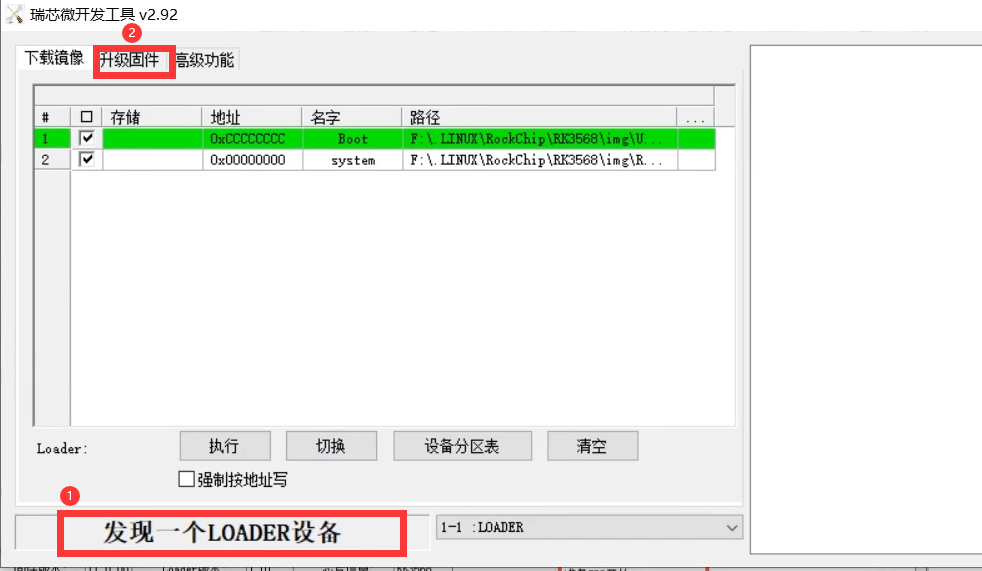 瑞芯微开发工具 v2.92
2
下载镜像 升级固件 高级功能
# 存储 地址 名字 路径 ...
1 0xCCCCCCCC Boot F:\.LINUX\RockChip\RK3568\img\U...
2 0x00000000 system F:\.LINUX\RockChip\RK3568\img\R...
Loader: 执行 切换 设备分区表 清空
强制按地址写
1
发现一个LOADER设备 1-1 :LOADER